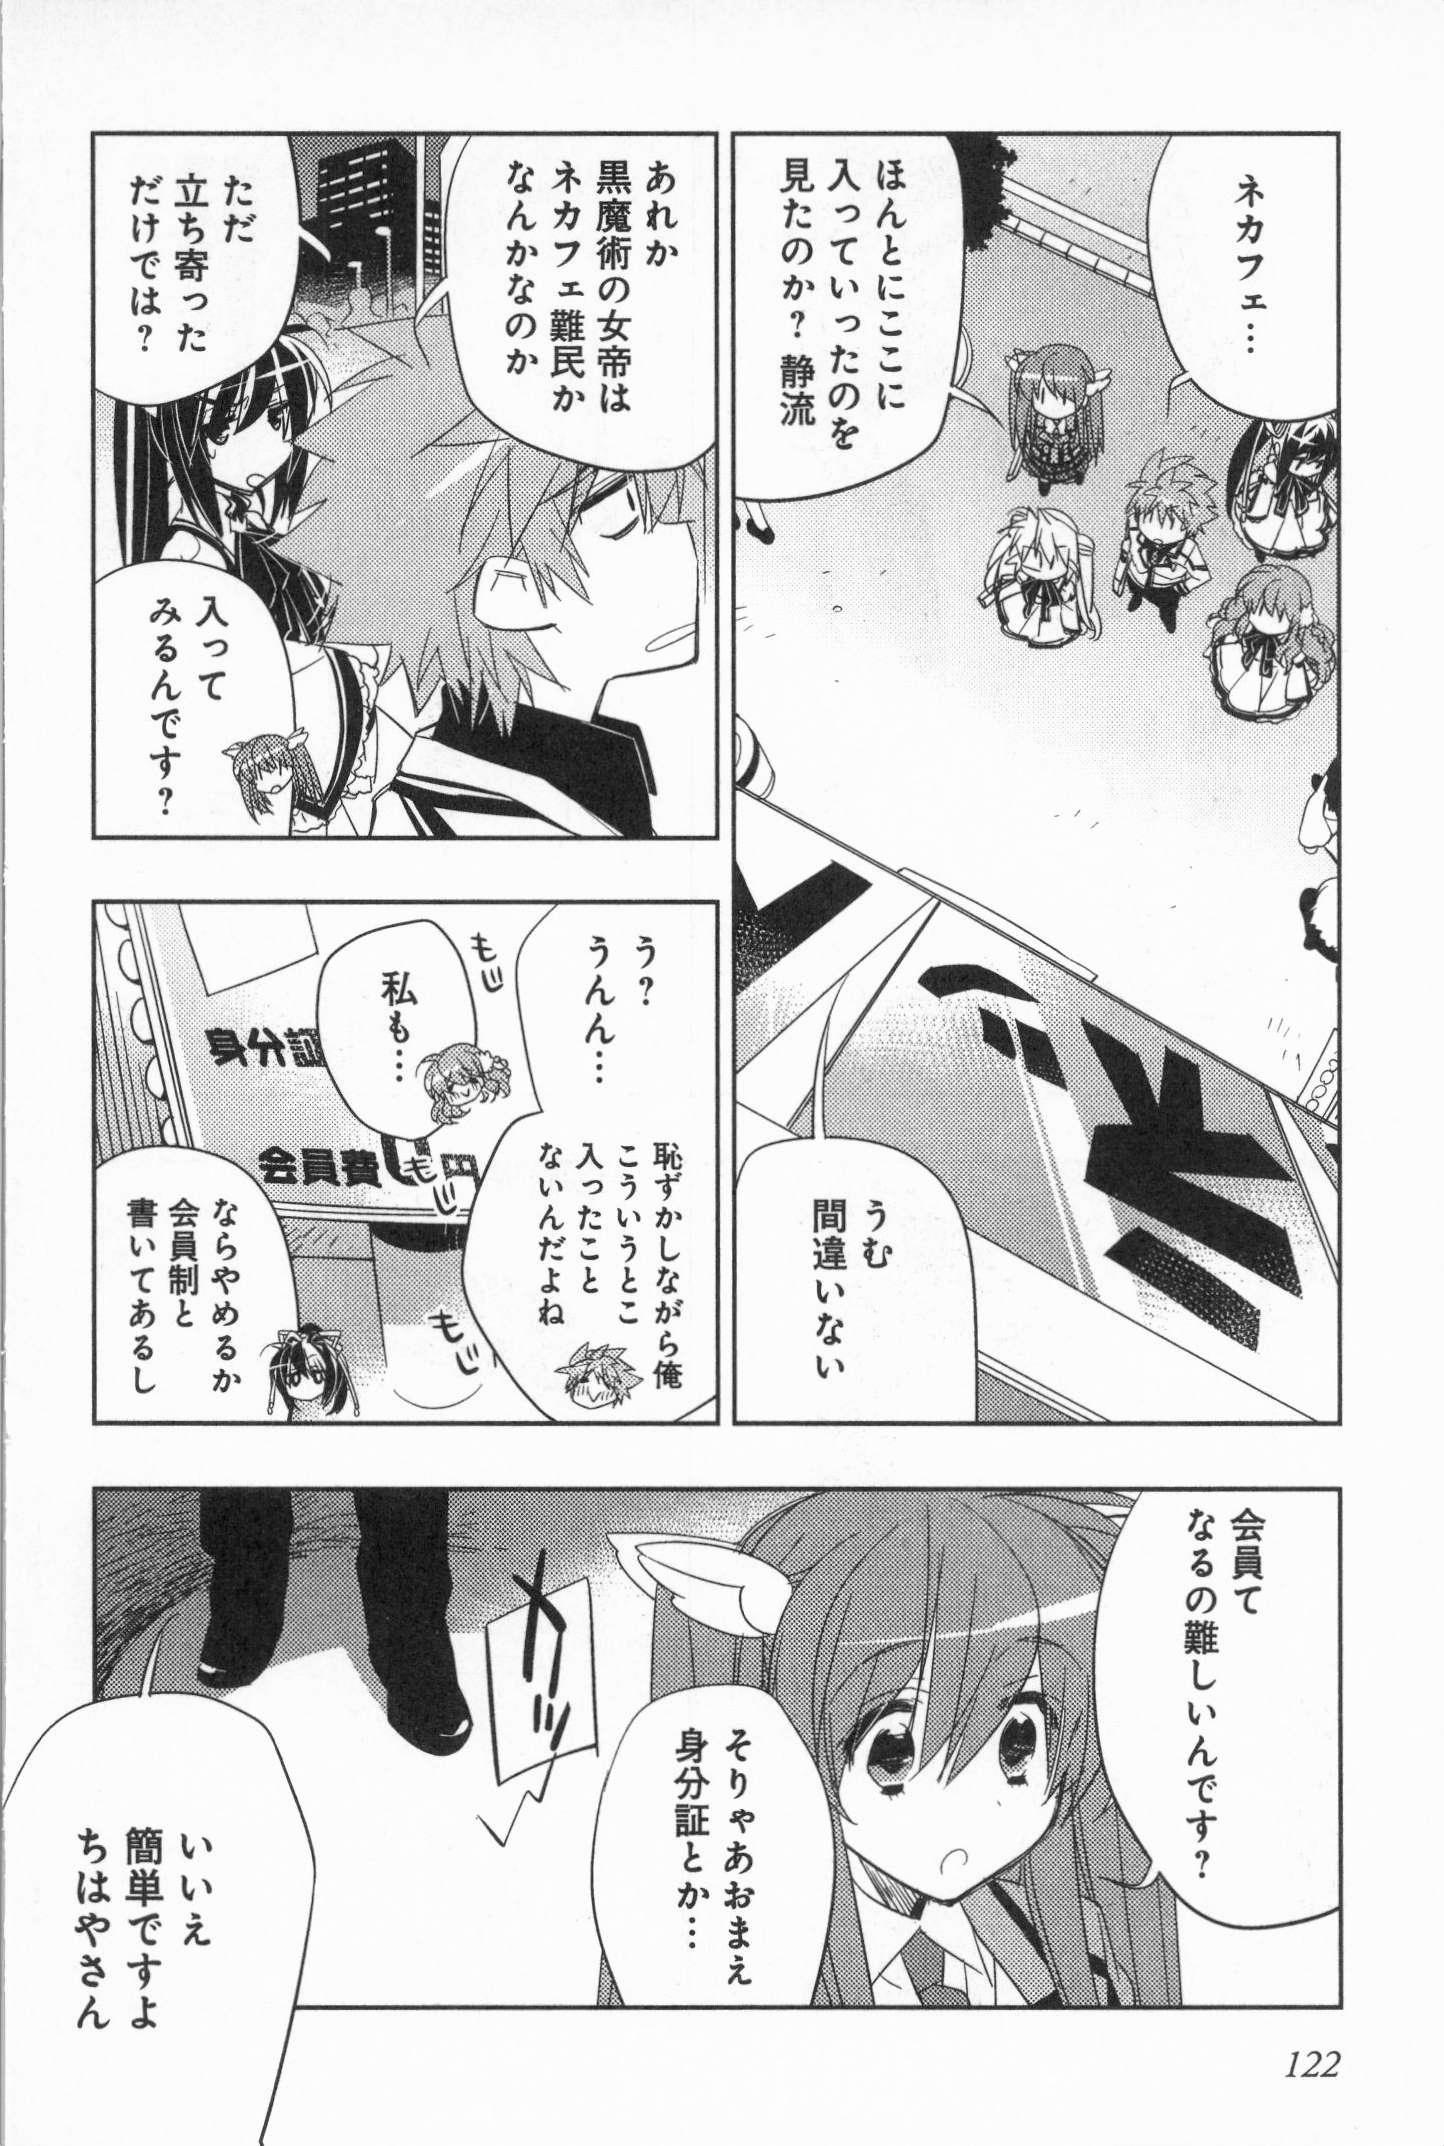 ネカフェ…
ほんとにここに
入っていったのを
見たのか？静流
うむ
間違いない
あれか
黒魔術の女帝は
ネカフェ難民か
なんかなのか
ただ
立ち寄った
だけでは？
入って
みるんです？
う？
うんん…
恥ずかしながら俺
こういうとこ
入ったこと
ないんだよね
もじ
私も…
もじ
もじ
身分証
会員費
円
ならやめるか
会員制と
書いてあるし
会員て
なるの難しいんです？
そりゃあおまえ
身分証とか…
いいえ
簡単ですよ
ちはやさん
122